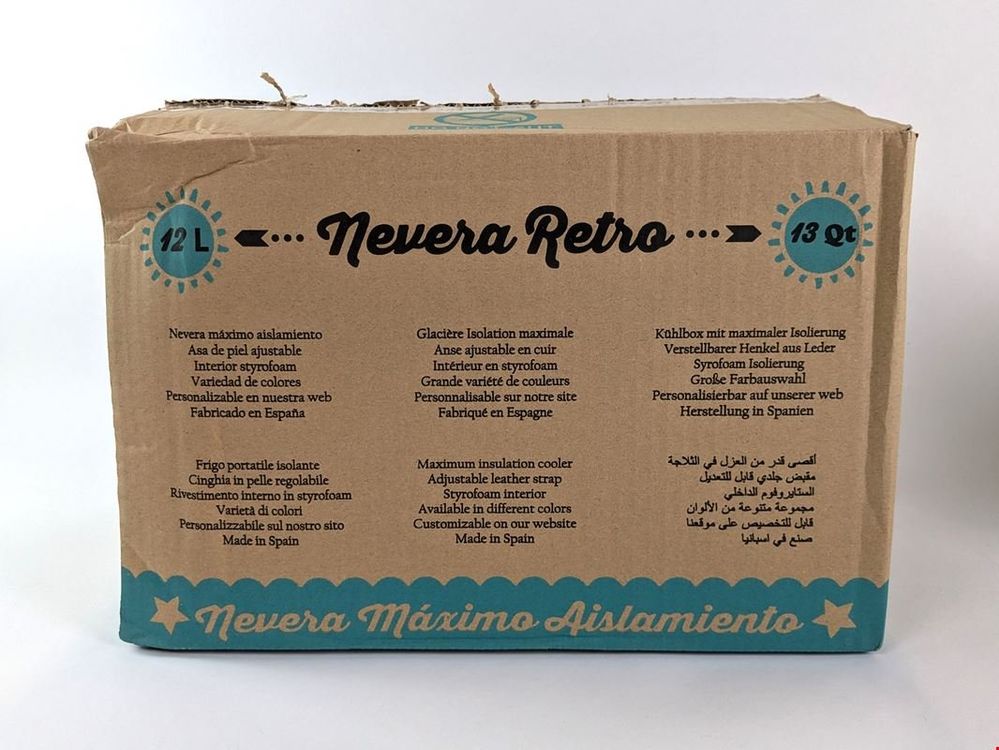 12 L
Nevera Retro
13 Qt
Nevera máximo aislamiento
Asa de piel ajustable
Interior styrofoam
Variedad de colores
Personalizable en nuestra web
Fabricado en España
Glacière Isolation maximale
Anse ajustable en cuir
Intérieur en styrofoam
Grande variété de couleurs
Personnalisable sur notre site
Fabriqué en Espagne
Kühlbox mit maximaler Isolierung
Verstellbarer Henkel aus Leder
Syrofoam Isolierung
Große Farbauswahl
Personalisierbar auf unserer web
Herstellung in Spanien
Frigo portatile isolante
Cinghia in pelle regolabile
Rivestimento interno in styrofoam
Varietà di colori
Personalizzabile sul nostro sito
Made in Spain
Maximum insulation cooler
Adjustable leather strap
Styrofoam interior
Available in different colors
Customizable on our website
Made in Spain
أقصى قدر من العزل في الثلاجة
مقبض جلدي قابل للتعديل
الستايروفوم الداخلي
مجموعة متنوعة من الألوان
قابل للتخصيص على موقعنا
صنع في اسبانيا
Nevera Máximo Aislamiento